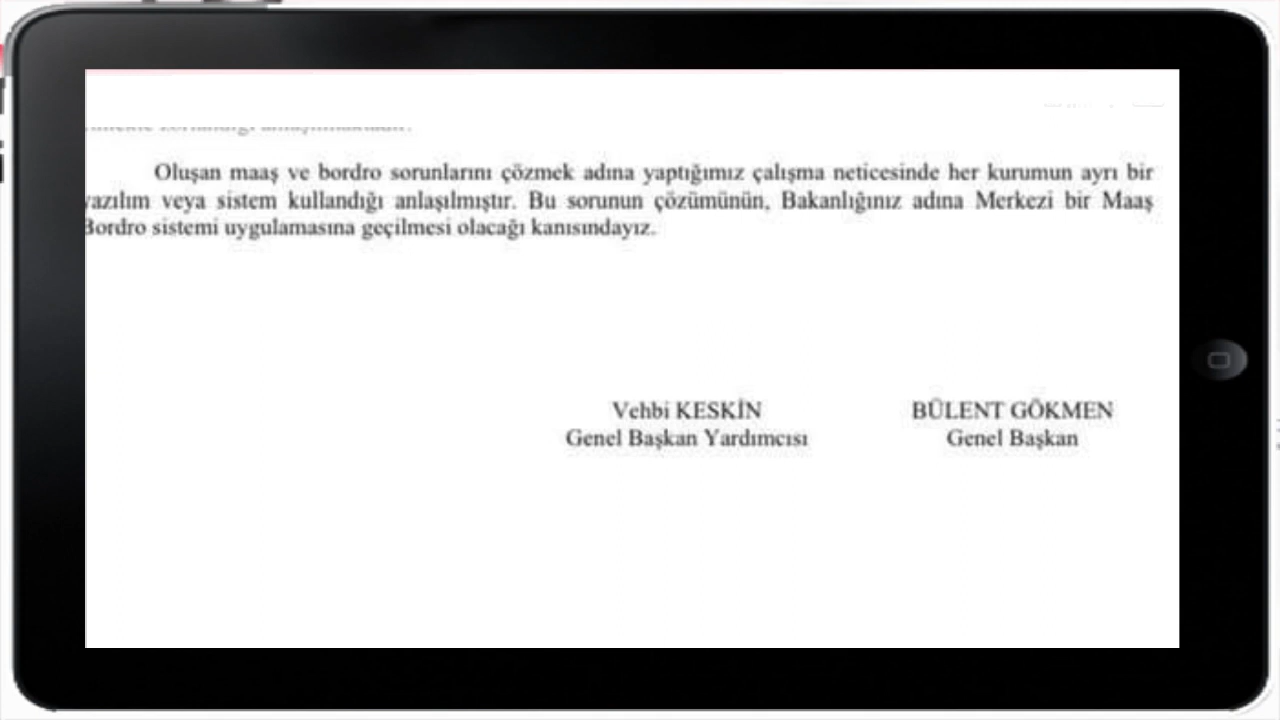 Oluşan maaş ve bordro sorunlarını çözmek adına yaptığımız çalışma neticesinde her kurumun ayrı bir
yazılım veya sistem kullandığı anlaşılmıştır. Bu sorunun çözümünün, Bakanlığınız adına Merkezi bir Maaş
Bordro sistemi uygulamasına geçilmesi olacağı kanısındayız.
Vehbi KESKİN
BÜLENT GÖKMEN
Genel Başkan Yardımcısı
Genel Başkan